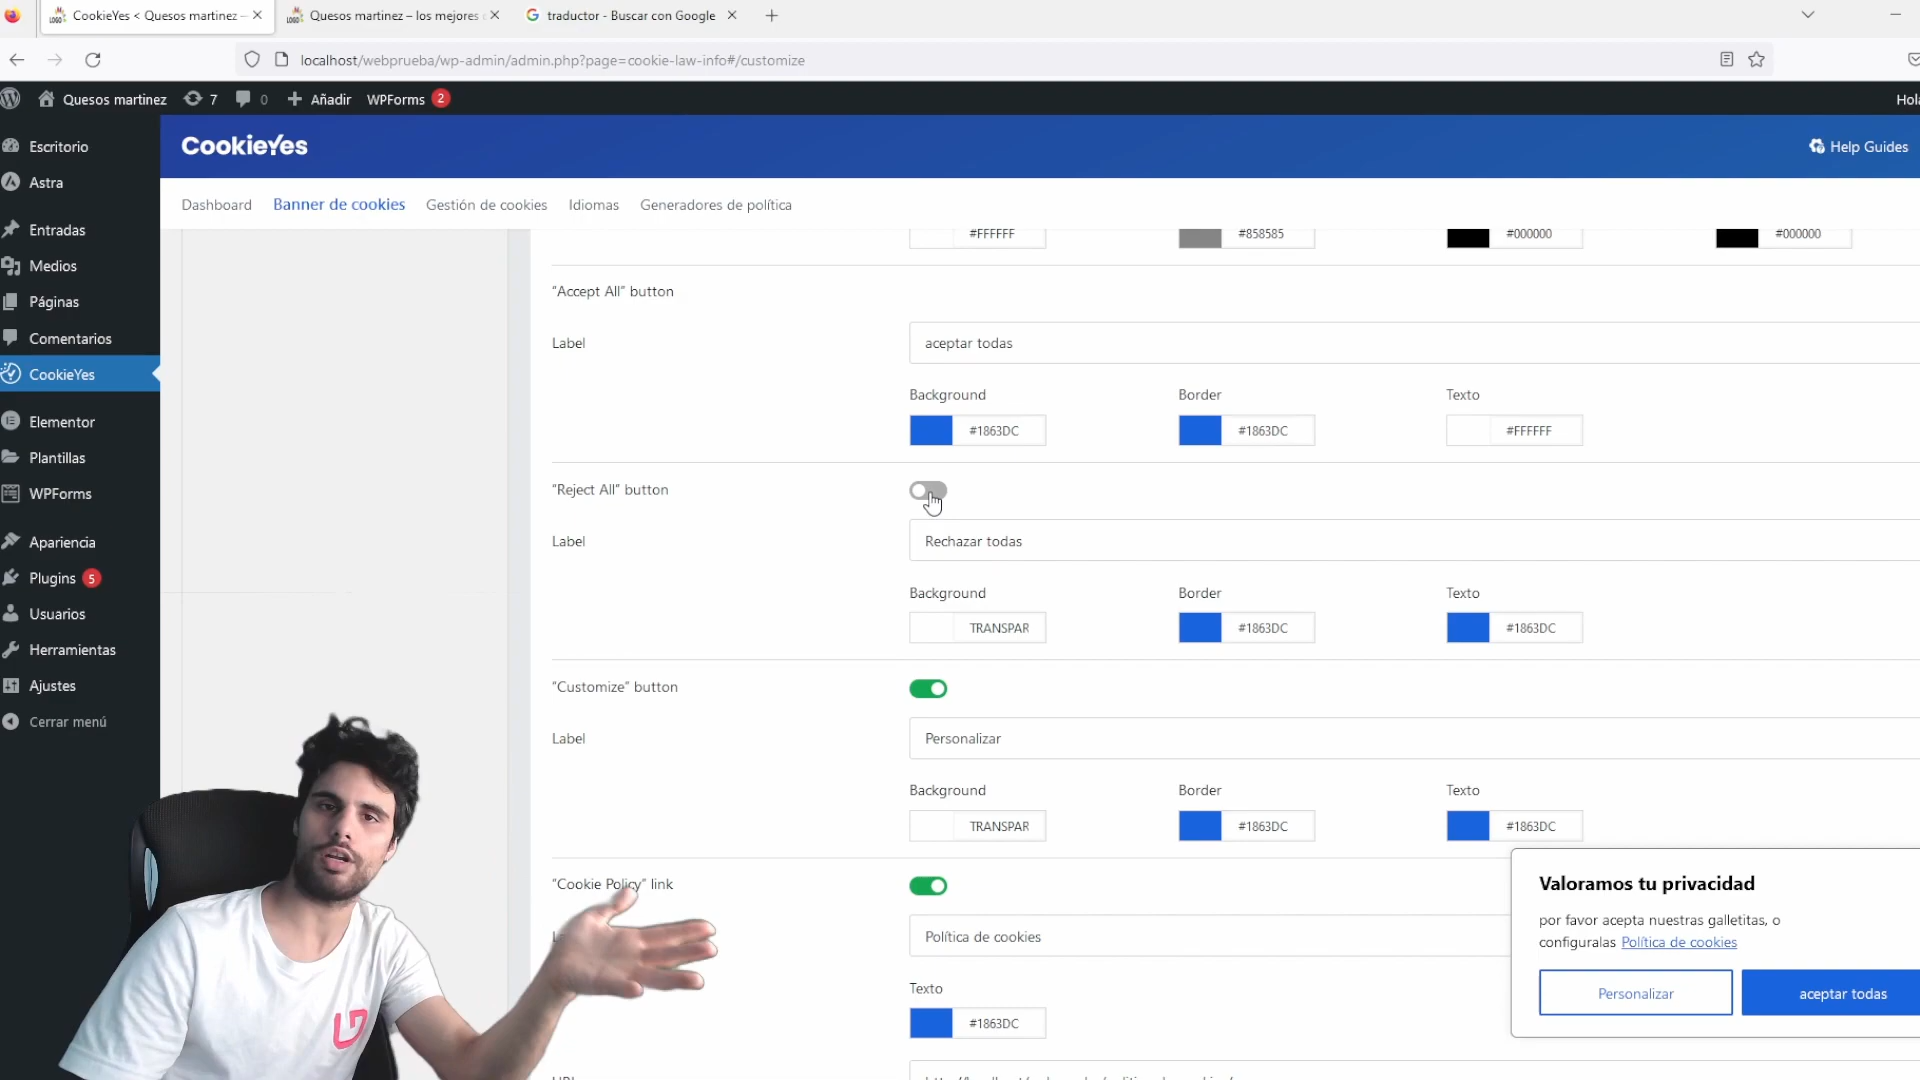 CookieYes < Quesos martinez –
Quesos martinez – los mejores
traductor - Buscar con Google
localhost/webprueba/wp-admin/admin.php?page=cookie-law-info#/customize
Quesos martinez
7
0
Añadir
WPForms
2
Hola
CookieYes
Help Guides
Escritorio
Astra
Entradas
Medios
Páginas
Comentarios
CookieYes
Elementor
Plantillas
WPForms
Apariencia
Plugins 5
Usuarios
Herramientas
Ajustes
Cerrar menú
Dashboard
Banner de cookies
Gestión de cookies
Idiomas
Generadores de política
#FFFFFF
#858585
#000000
#000000
"Accept All" button
Label
aceptar todas
Background
Border
Texto
#1863DC
#1863DC
#FFFFFF
"Reject All" button
Label
Rechazar todas
Background
Border
Texto
TRANSPAR
#1863DC
#1863DC
"Customize" button
Label
Personalizar
Background
Border
Texto
TRANSPAR
#1863DC
#1863DC
"Cookie Policy" link
Política de cookies
Texto
#1863DC
Valoramos tu privacidad
por favor acepta nuestras galletitas, o
configuralas Política de cookies
Personalizar
aceptar todas